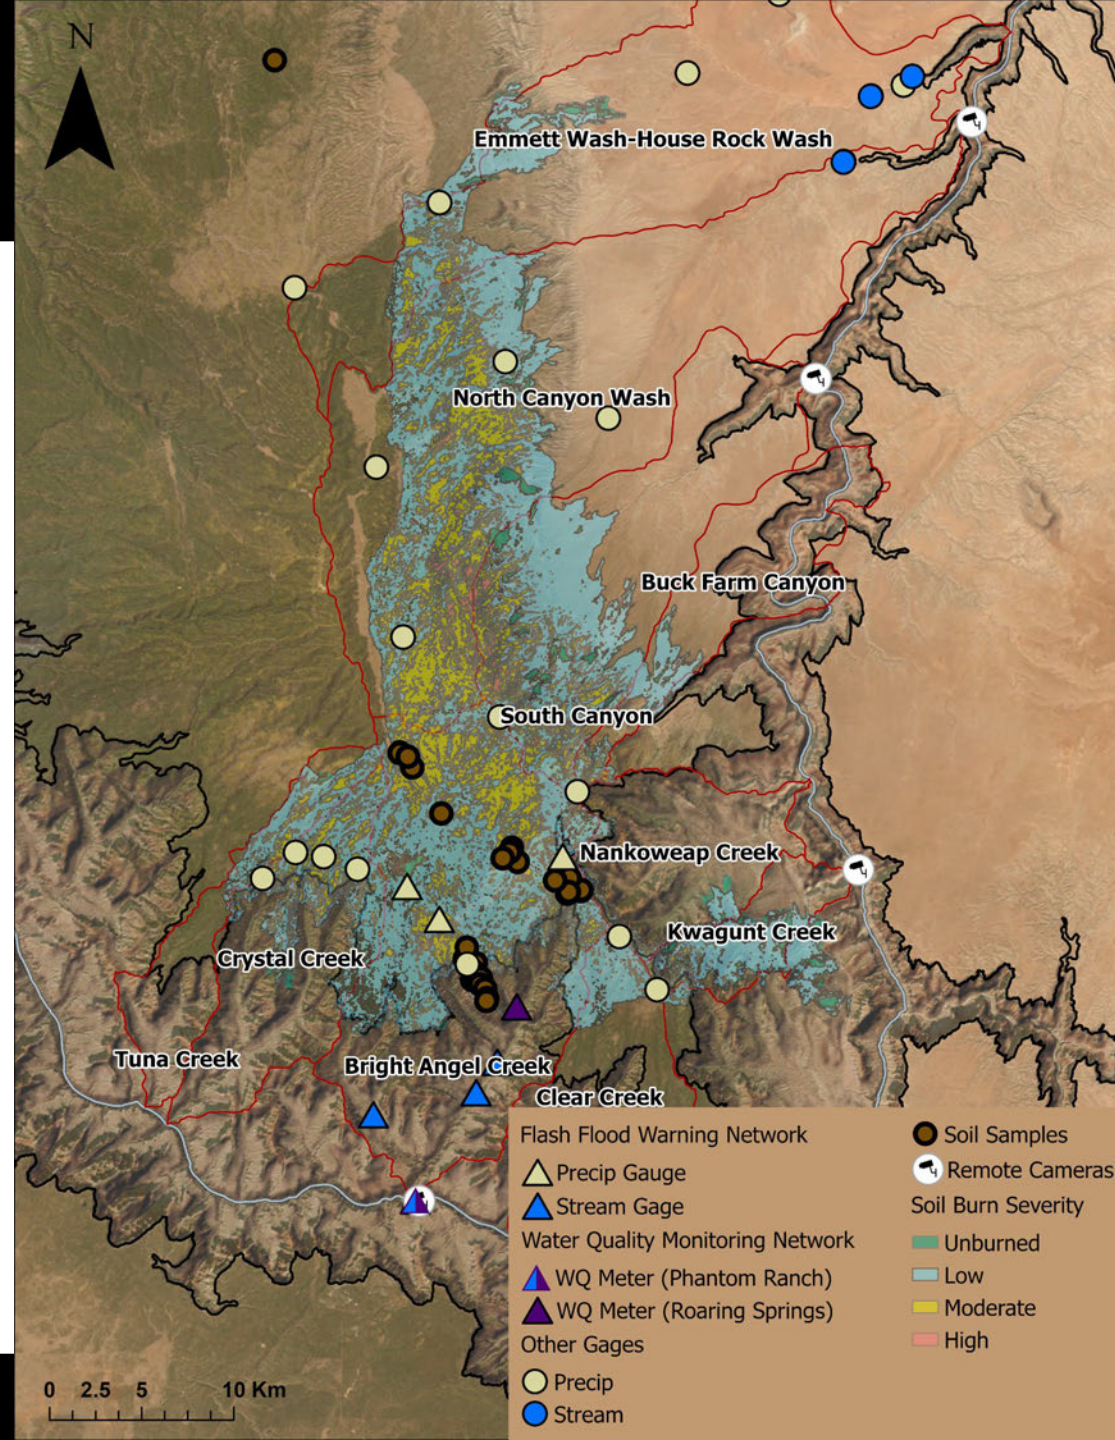 N
Emmett Wash-House Rock Wash
North Canyon Wash
Buck Farm Canyon
South Canyon
Nankoweap Creek
Kwagunt Creek
Crystal Creek
Tuna Creek
Bright Angel Creek
Clear Creek
Flash Flood Warning Network
Precip Gauge
Stream Gage
Water Quality Monitoring Network
WQ Meter (Phantom Ranch)
WQ Meter (Roaring Springs)
Other Gages
Precip
Stream
Soil Samples
Remote Cameras
Soil Burn Severity
Unburned
Low
Moderate
High
0 2.5 5 10 Km